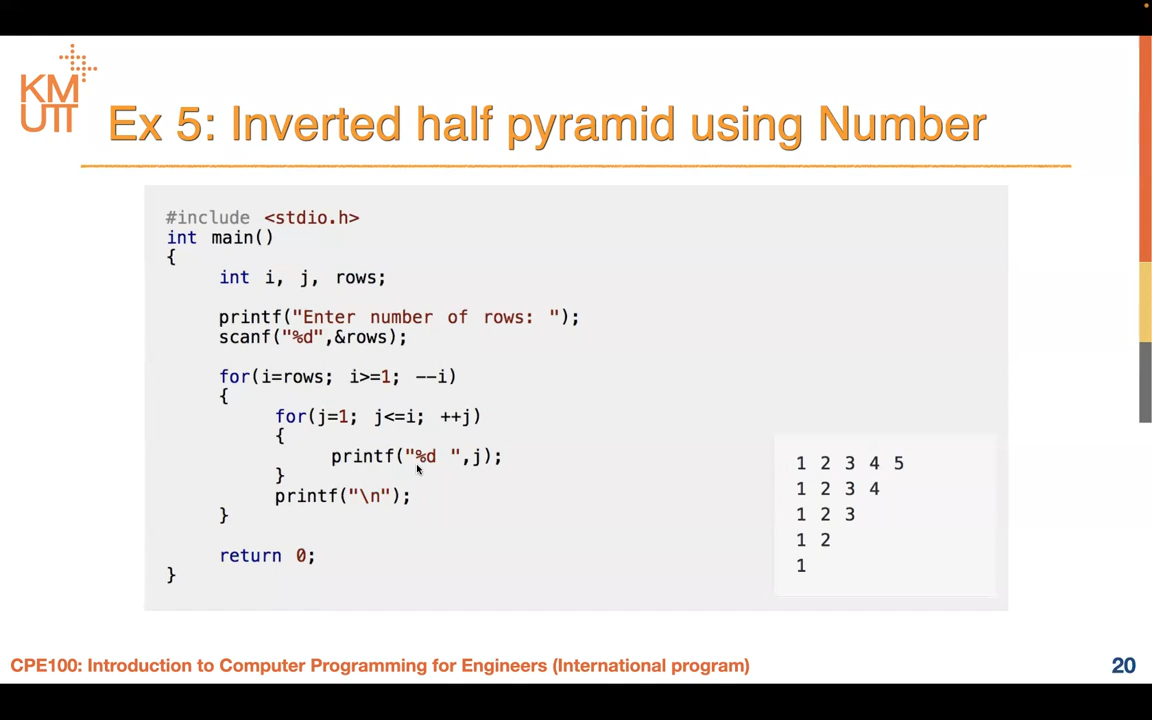 KM
UTT
Ex 5: Inverted half pyramid using Number
#include <stdio.h>
int main()
{
int i, j, rows;
printf("Enter number of rows: ");
scanf("%d",&rows);
for(i=rows; i>=1; --i)
{
for(j=1; j<=i; ++j)
{
printf("%d ",j);
}
printf("\n");
}
return 0;
}
1 2 3 4 5
1 2 3 4
1 2 3
1 2
1
CPE100: Introduction to Computer Programming for Engineers (International program)
20